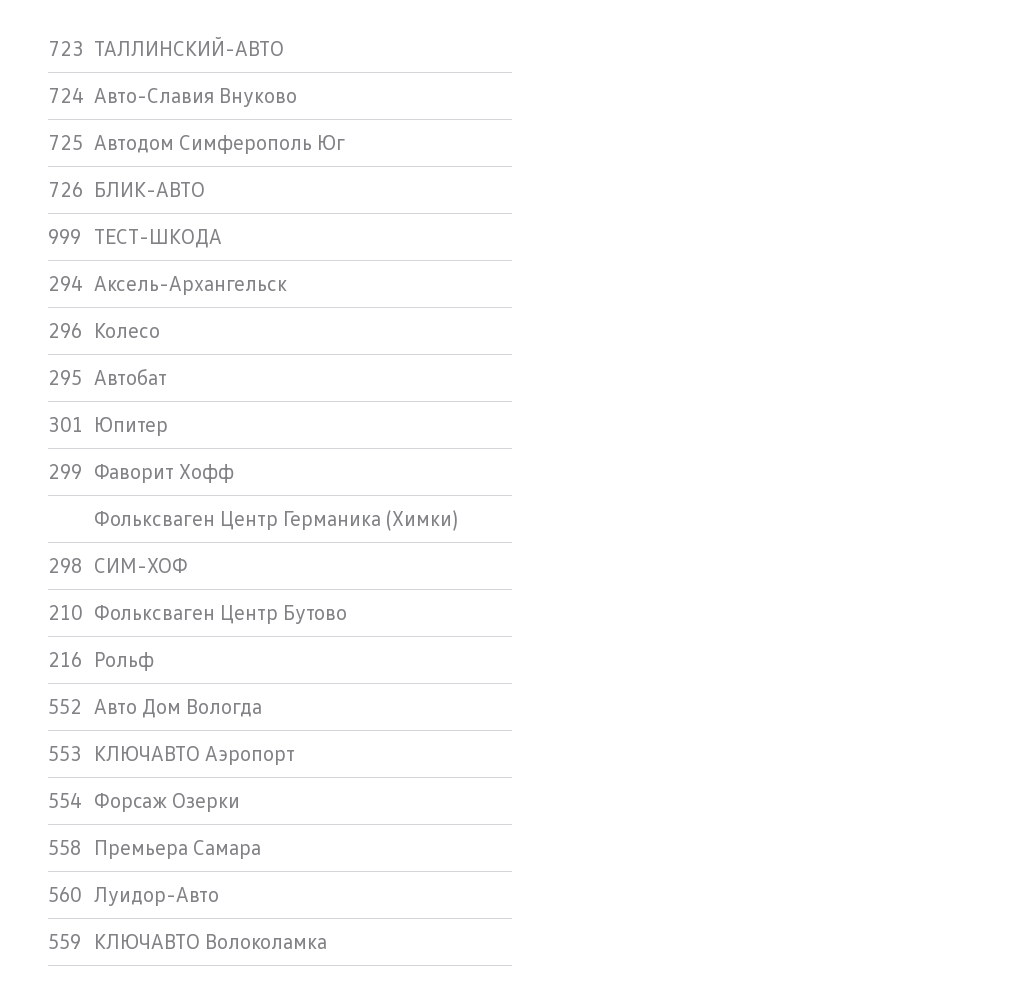 723 ТАЛЛИНСКИЙ-АВТО
724 Авто-Славия Внуково
725 Автодом Симферополь Юг
726 БЛИК-АВТО
999 ТЕСТ-ШКОДА
294 Аксель-Архангельск
296 Колесо
295 Автобат
301 Юпитер
299 Фаворит Хофф
Фольксваген Центр Германика (Химки)
298 СИМ-ХОФ
210 Фольксваген Центр Бутово
216 Рольф
552 Авто Дом Вологда
553 КЛЮЧАВТО Аэропорт
554 Форсаж Озерки
558 Премьера Самара
560 Луидор-Авто
559 КЛЮЧАВТО Волоколамка